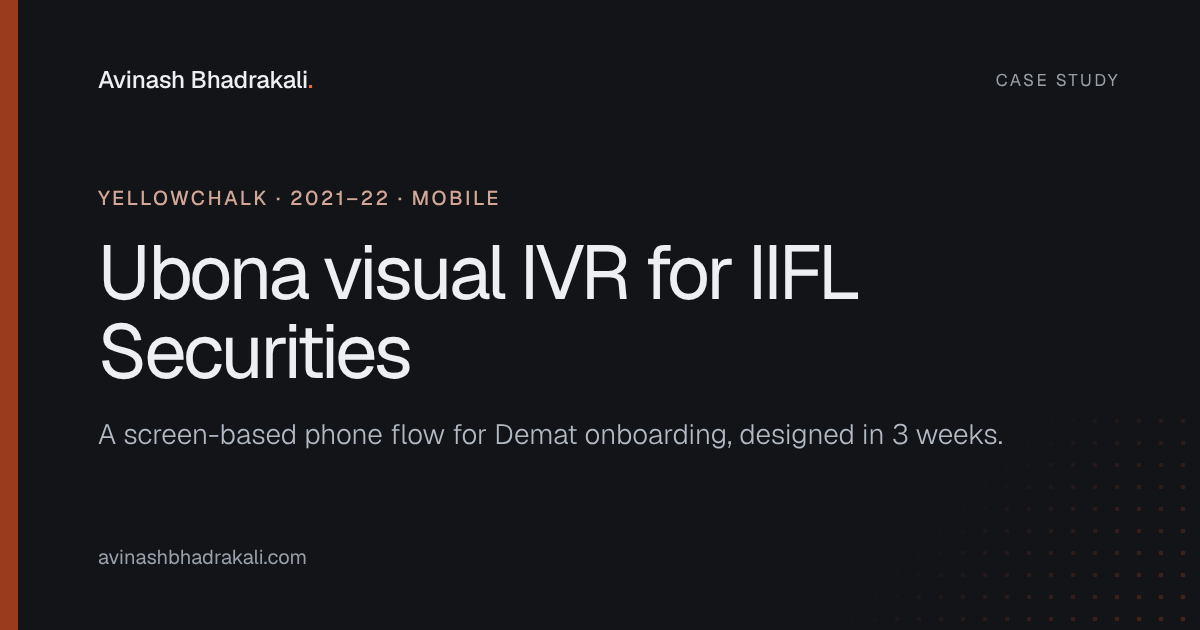 Avinash Bhadrakali.
CASE STUDY
YELLOWCHALK · 2021–22 · MOBILE
Ubona visual IVR for IIFL
Securities
A screen-based phone flow for Demat onboarding, designed in 3 weeks.
avinashbhadrakali.com